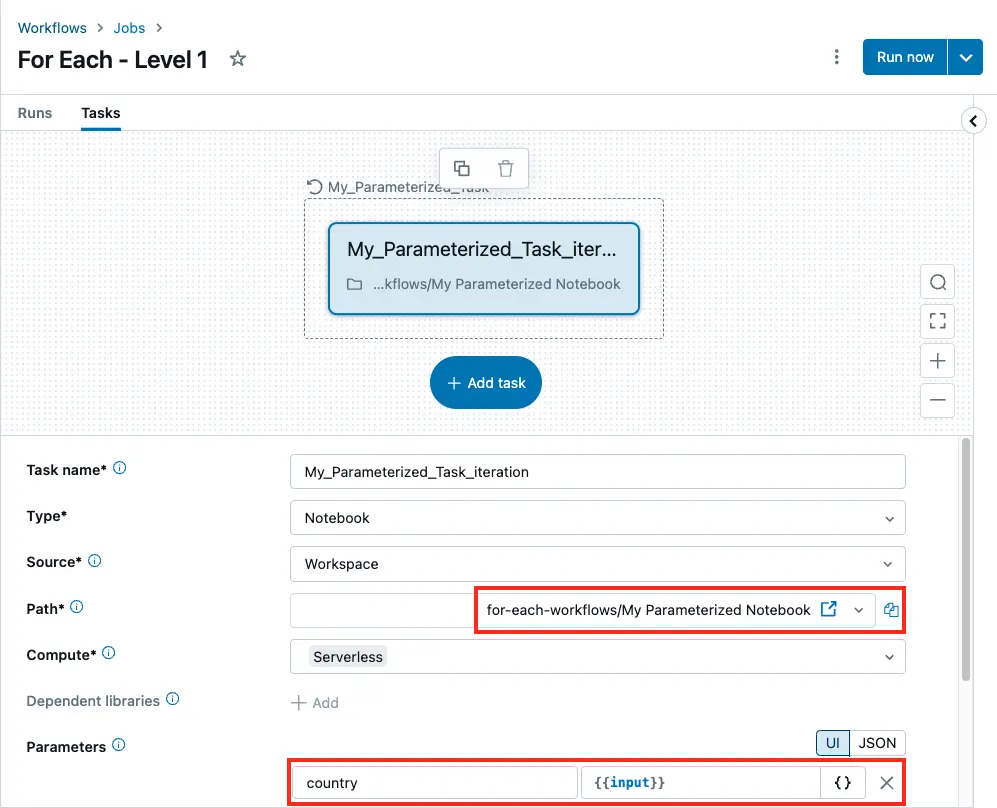 Workflows > Jobs >
For Each - Level 1
Run now
Runs Tasks
My_Parameterized_Task
My_Parameterized_Task_iter...
...kflows/My Parameterized Notebook
+ Add task
Task name* My_Parameterized_Task_iteration
Type* Notebook
Source* Workspace
Path* for-each-workflows/My Parameterized Notebook
Compute* Serverless
Dependent libraries + Add
Parameters UI JSON
country {{input}} {}